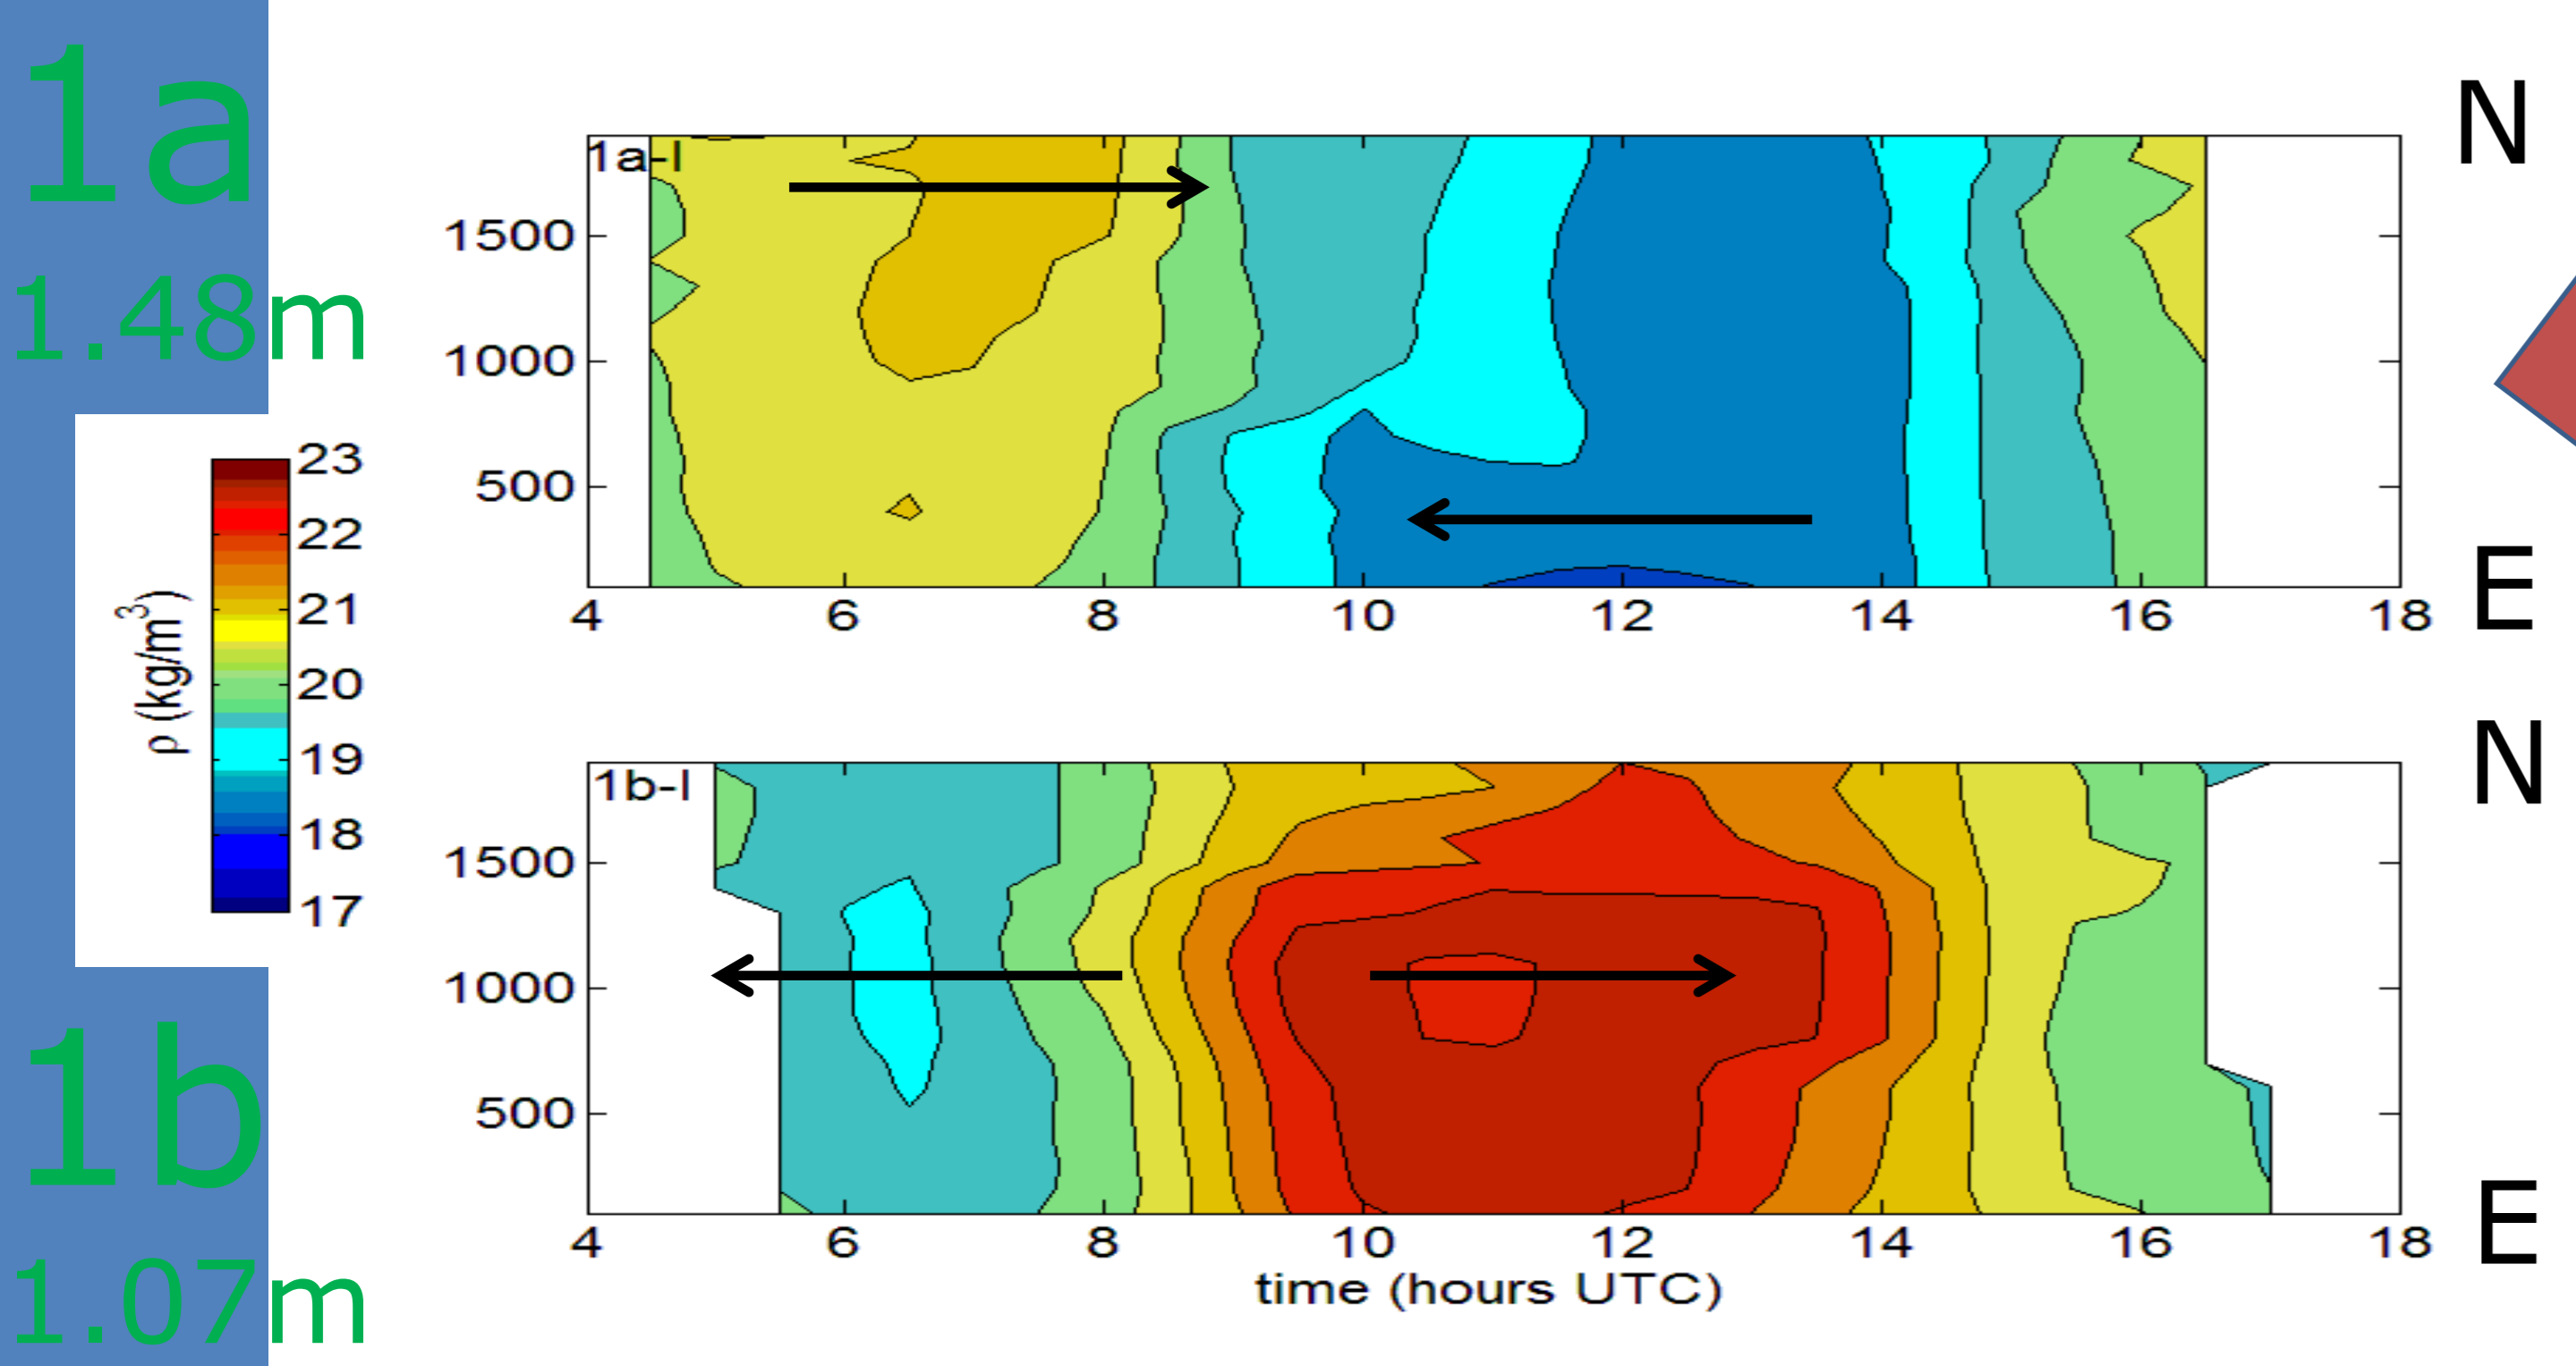 1a
1.48m
1a-I
1500
1000
500
4 6 8 10 12 14 16 18
N
E
23
22
21
20
19
18
17
ρ (kg/m³)
1b
1.07m
1b-I
1500
1000
500
4 6 8 10 12 14 16 18
time (hours UTC)
N
E